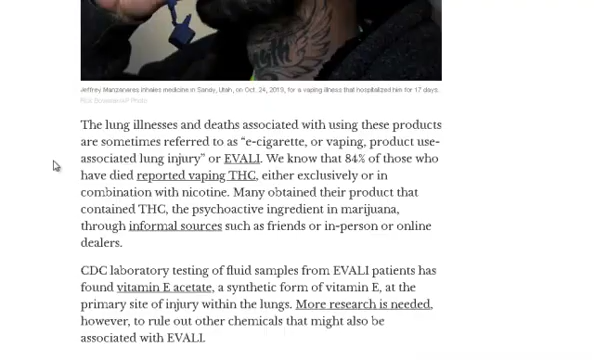 Jeffrey Manzanares inhales medicine in Sandy, Utah, on Oct. 24, 2019, for a vaping illness that hospitalized him for 17 days.
The lung illnesses and deaths associated with using these products
are sometimes referred to as “e-cigarette, or vaping, product use-
associated lung injury” or EVALI. We know that 84% of those who
have died reported vaping THC, either exclusively or in
combination with nicotine. Many obtained their product that
contained THC, the psychoactive ingredient in marijuana,
through informal sources such as friends or in-person or online
dealers.
CDC laboratory testing of fluid samples from EVALI patients has
found vitamin E acetate, a synthetic form of vitamin E, at the
primary site of injury within the lungs. More research is needed,
however, to rule out other chemicals that might also be
associated with EVALI.